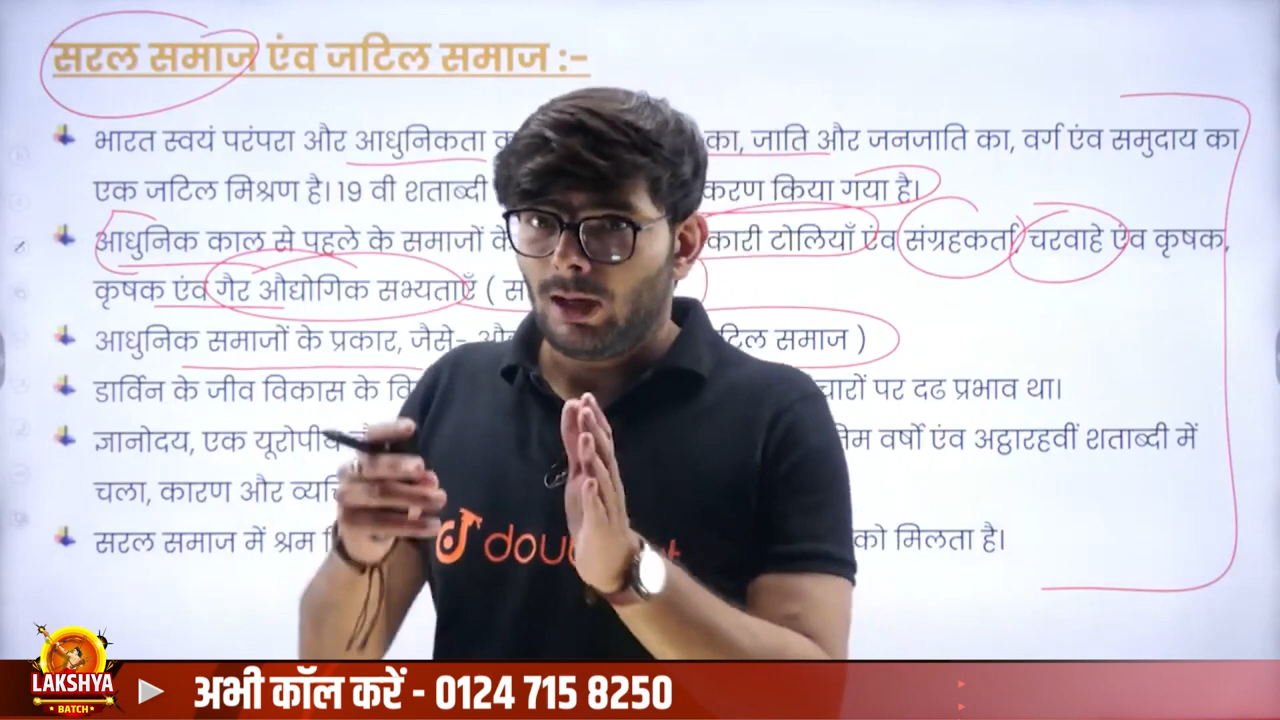 सरल समाज एंव जटिल समाज :-
भारत स्वयं परंपरा और आधुनिकता का, जाति और जनजाति का, वर्ग एंव समुदाय का
एक जटिल मिश्रण है। 19 वी शताब्दी करण किया गया है।
आधुनिक काल से पहले के समाजों के कारी टोलियाँ एंव संग्रहकर्ता, चरवाहे एंव कृषक,
कृषक एंव गैर औद्योगिक सभ्यताएँ (
आधुनिक समाजों के प्रकार, जैसे- टिल समाज )
डार्विन के जीव विकास के चारों पर दढ प्रभाव था।
ज्ञानोदय, एक यूरोपीय वर्षो एंव अट्ठारहवीं शताब्दी में
चला, कारण और
सरल समाज में श्रम को मिलता है।
dou
LAKSHYA
BATCH
अभी कॉल करें - 0124 715 8250